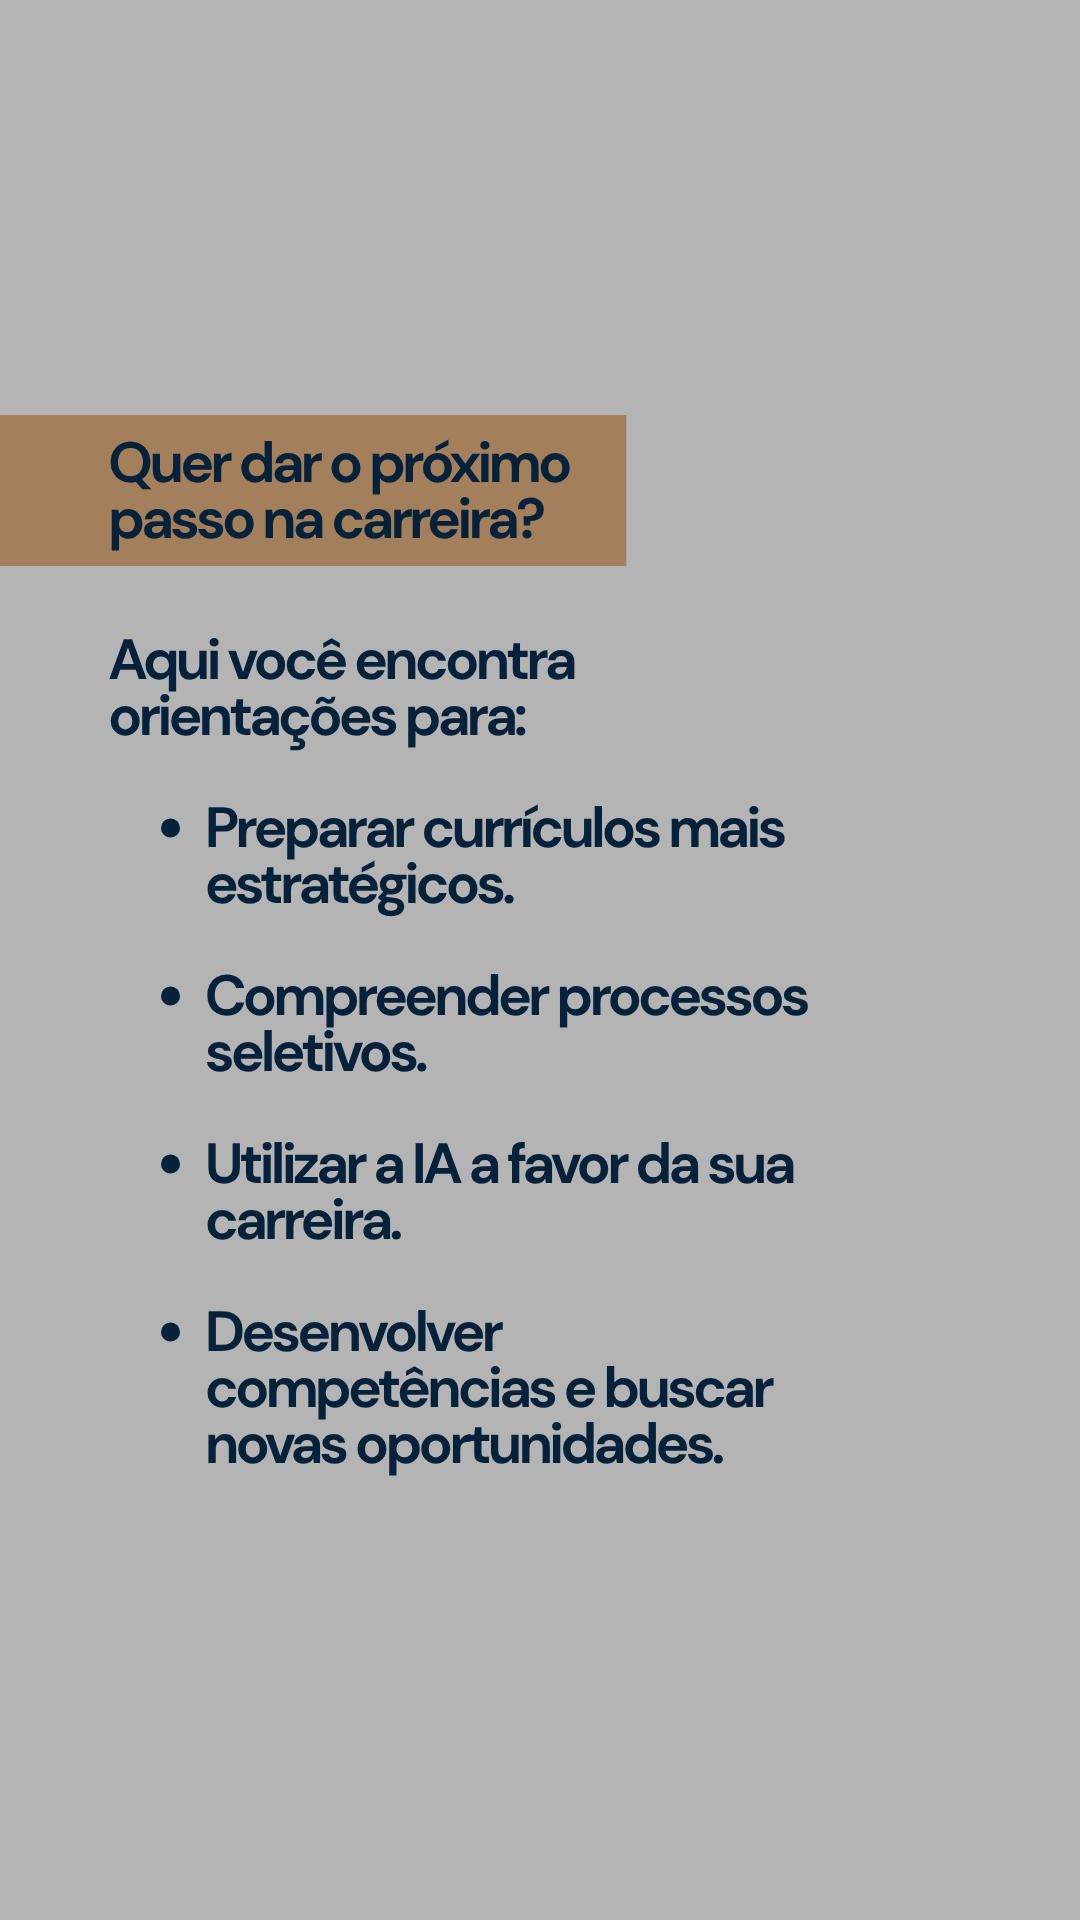 Quer dar o próximo
passo na carreira?
Aqui você encontra
orientações para:
• Preparar currículos mais
estratégicos.
• Compreender processos
seletivos.
• Utilizar a IA a favor da sua
carreira.
• Desenvolver
competências e buscar
novas oportunidades.